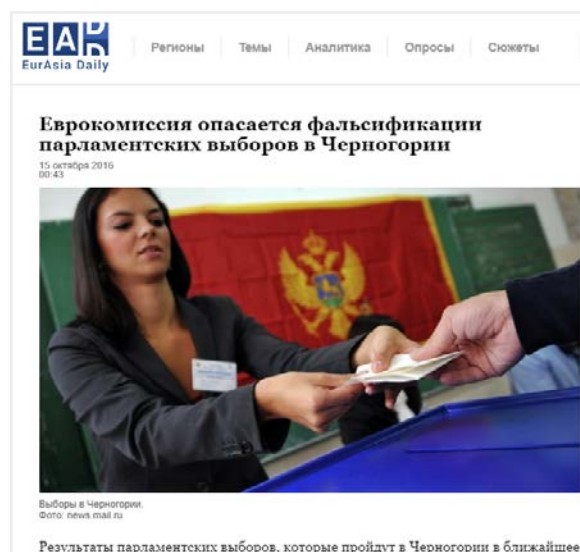 EADD
EurAsia Daily
Регионы Темы Аналитика Опросы Сюжеты
Еврокомиссия опасается фальсификации
парламентских выборов в Черногории
15 октября 2016
00:43
Выборы в Черногории.
Фото: news.mail.ru
Результаты парламентских выборов, которые пройдут в Черногории в ближайшее